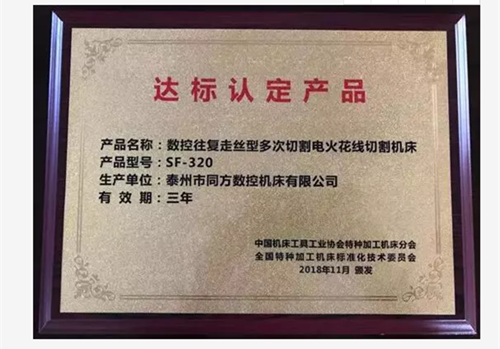 达标认定产品
产品名称：数控往复走丝型多次切割电火花线切割机床
产品型号：SF-320
生产单位：泰州市同方数控机床有限公司
有效期：三年
中国机床工具工业协会特种加工机床分会
全国特种加工机床标准化技术委员会
2018年11月 颁发